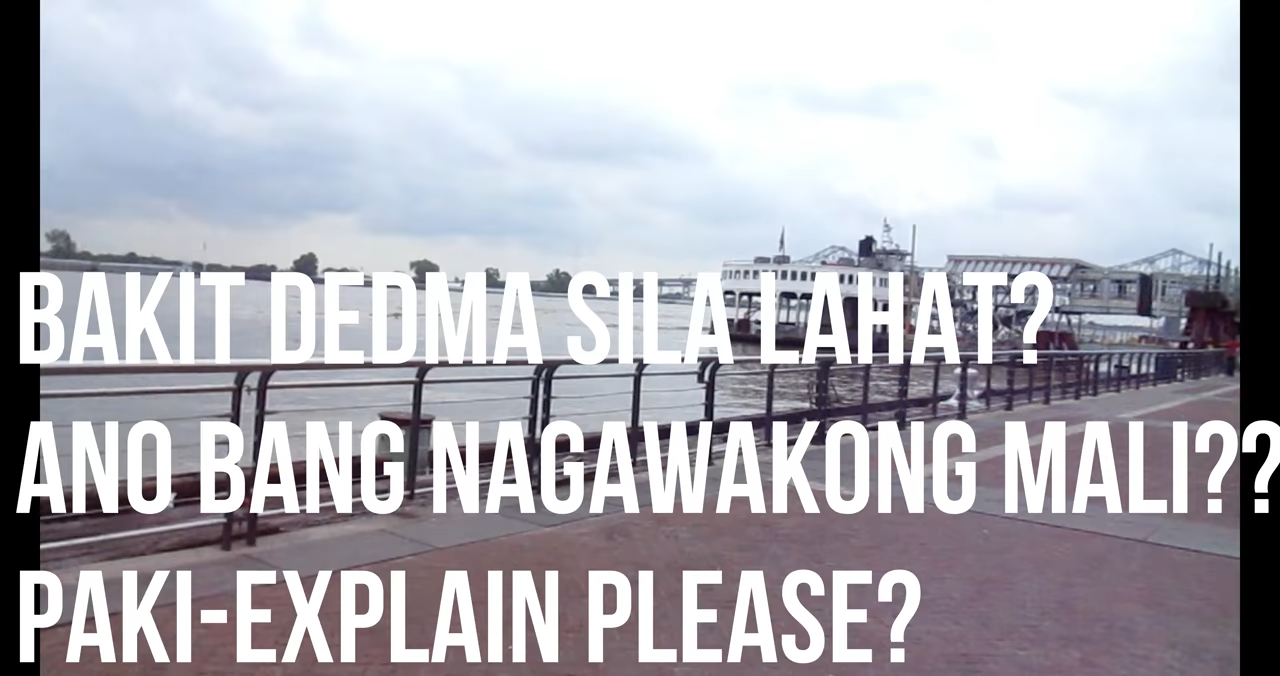 BAKIT DEDMA SILA LAHAT?
ANO BANG NAGAWAKONG MALI??
PAKI-EXPLAIN PLEASE?